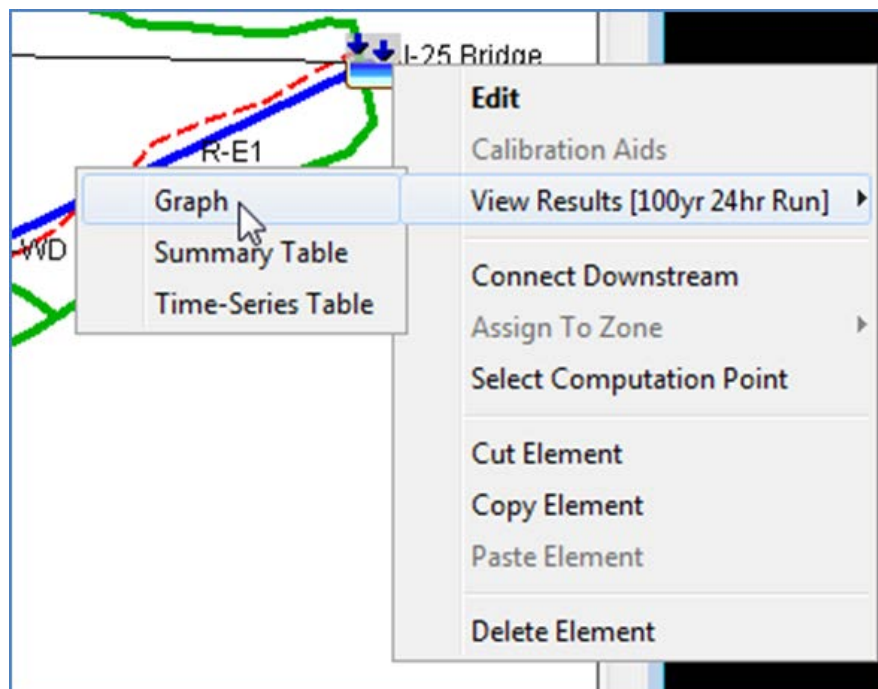 I-25 Bridge
R-E1
WD
Edit
Calibration Aids
View Results [100yr 24hr Run]
Connect Downstream
Assign To Zone
Select Computation Point
Cut Element
Copy Element
Paste Element
Delete Element
Graph
Summary Table
Time-Series Table